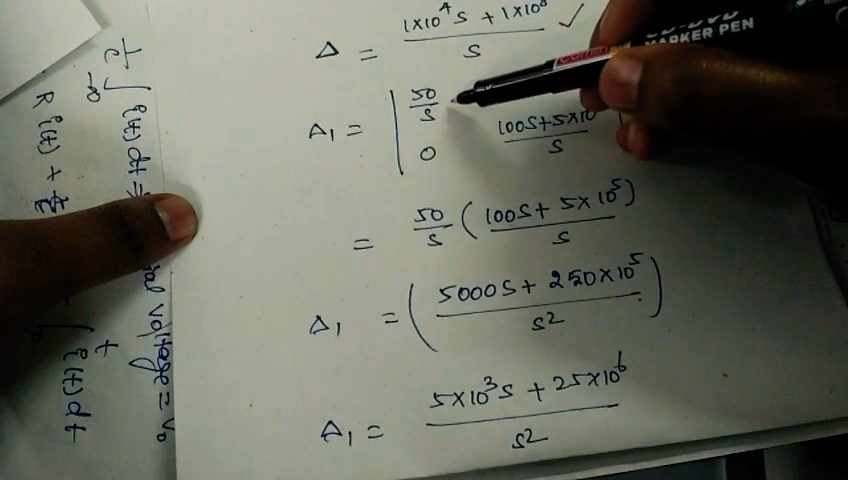 Δ = 1×10⁴S + 1×10⁸ / S ✓
MARKER PEN
Δ₁ = | 50/S 100S+5×10 / S
0
= 50/S ( 100S + 5×10⁵ / S )
Δ₁ = ( 5000S + 250×10⁵ / S² )
Δ₁ = 5×10³S + 25×10⁶ / S²
1/C ∫ i(t) dt =
-∞
Voltage = V₀
R i(t) +
t
∫ i(t) dt